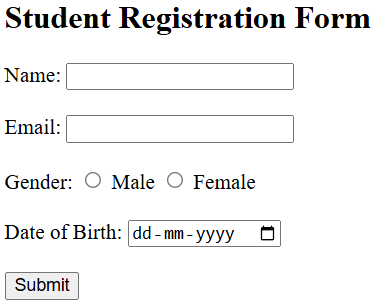 Student Registration Form
Name:
Email:
Gender: Male Female
Date of Birth: dd-mm-yyyy
Submit